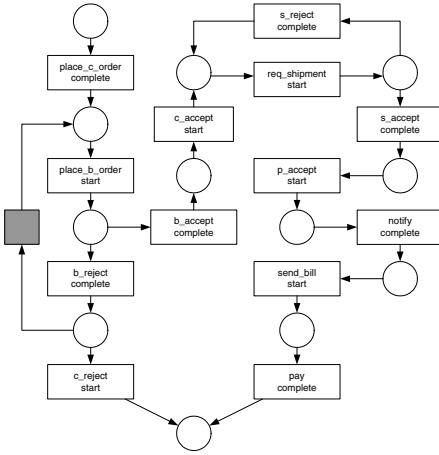 s_reject
complete
place_c_order
complete
req_shipment
start
c_accept
start
s_accept
complete
place_b_order
start
p_accept
start
b_accept
complete
notify
complete
b_reject
complete
send_bill
start
c_reject
start
pay
complete